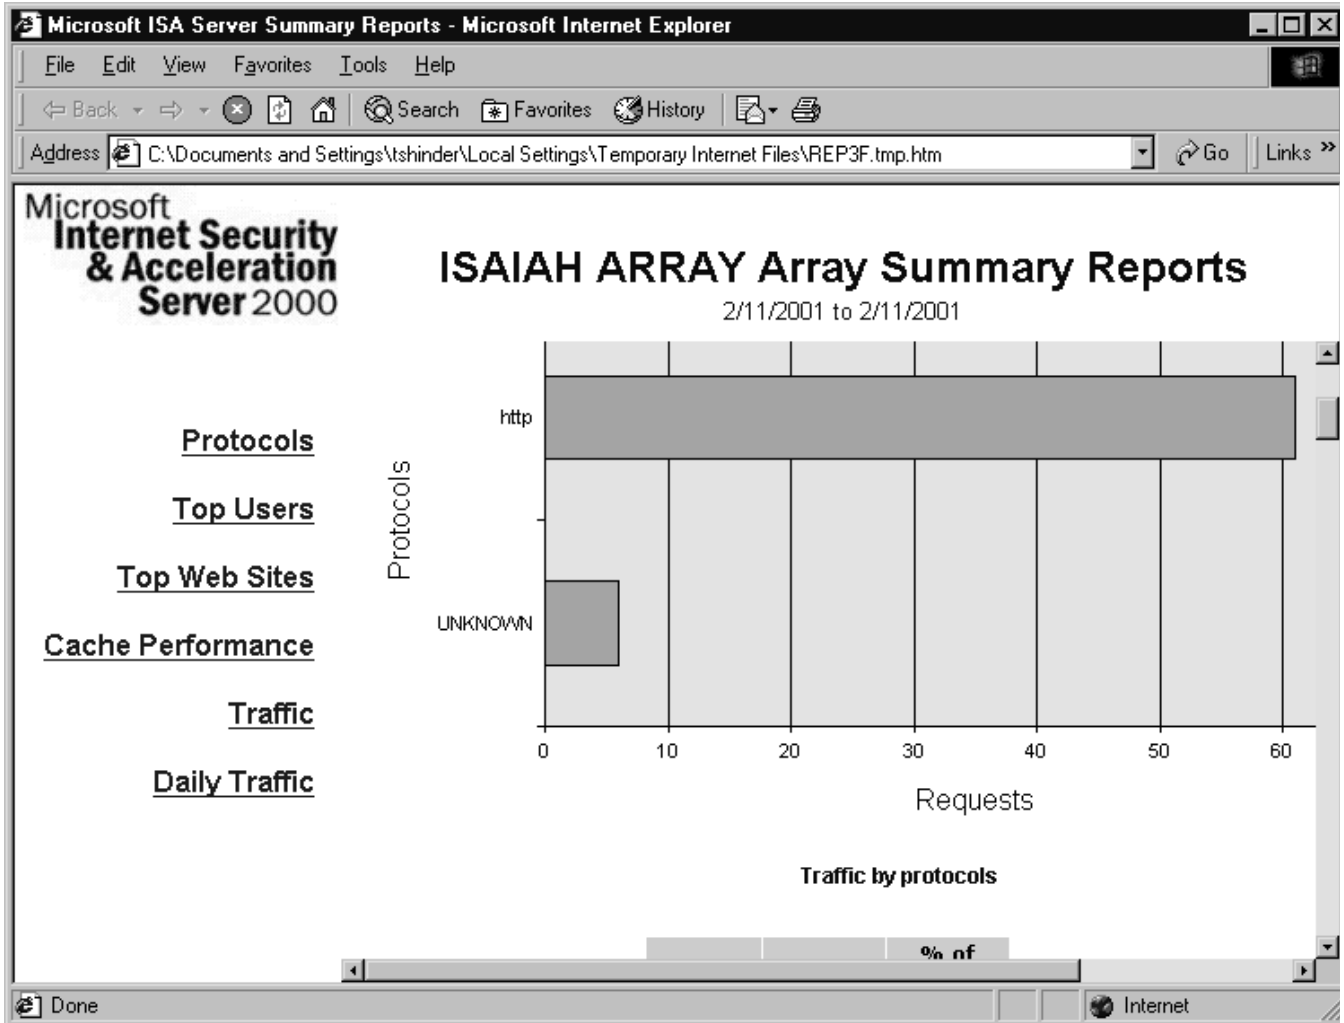 Microsoft ISA Server Summary Reports - Microsoft Internet Explorer
File Edit View Favorites Tools Help
Back Search Favorites History
Address C:\Documents and Settings\tshinder\Local Settings\Temporary Internet Files\REP3F.tmp.htm Go Links »
Microsoft
Internet Security
& Acceleration
Server 2000
ISAIAH ARRAY Array Summary Reports
2/11/2001 to 2/11/2001
Protocols
Top Users
Top Web Sites
Cache Performance
Traffic
Daily Traffic
Protocols
http
UNKNOWN
0 10 20 30 40 50 60
Requests
Traffic by protocols
% of
Done Internet